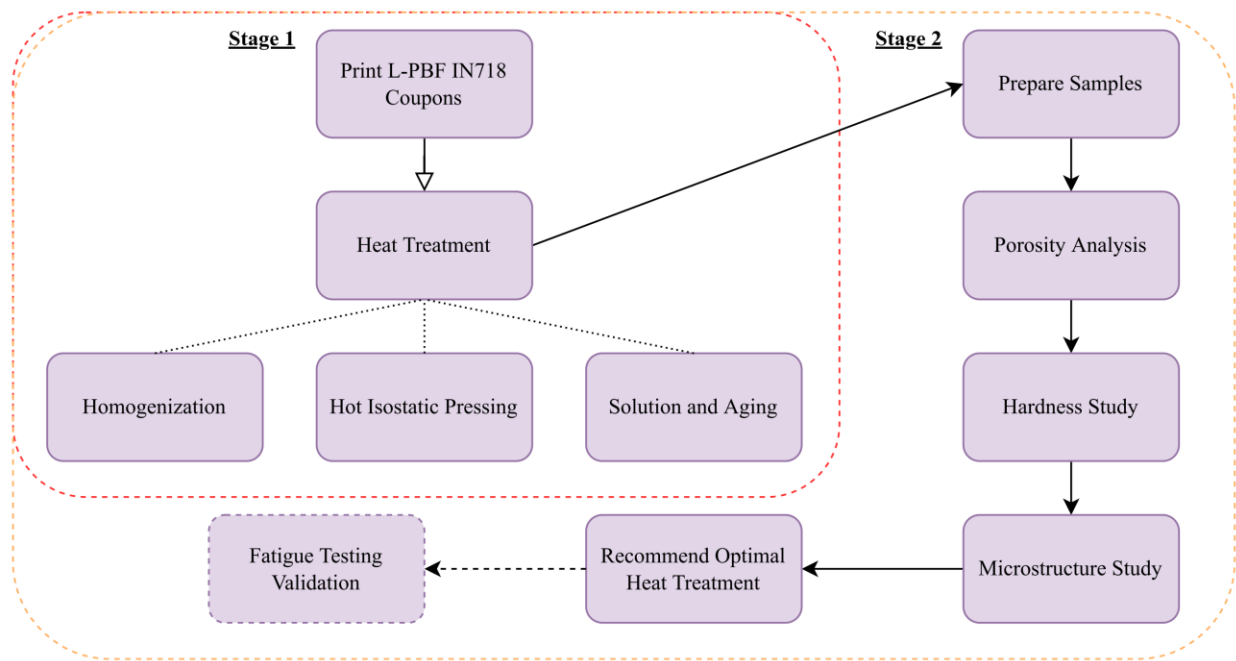 Stage 1
Print L-PBF IN718
Coupons
Heat Treatment
Homogenization
Hot Isostatic Pressing
Solution and Aging
Stage 2
Prepare Samples
Porosity Analysis
Hardness Study
Microstructure Study
Recommend Optimal
Heat Treatment
Fatigue Testing
Validation